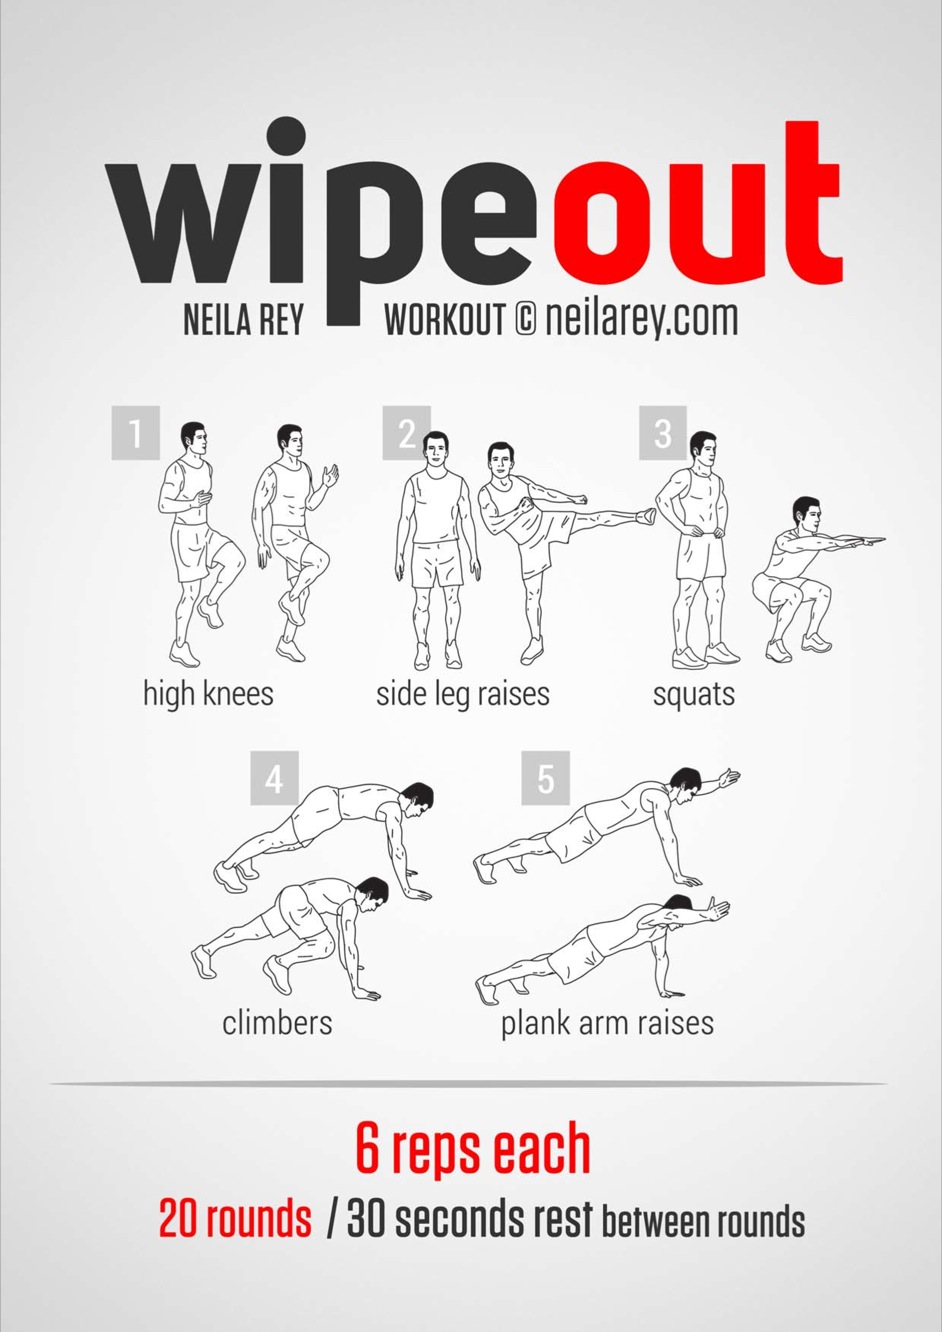 wipeout
NEILA REY WORKOUT © neilarey.com
1
2
3
high knees
side leg raises
squats
4
5
climbers
plank arm raises
6 reps each
20 rounds / 30 seconds rest between rounds